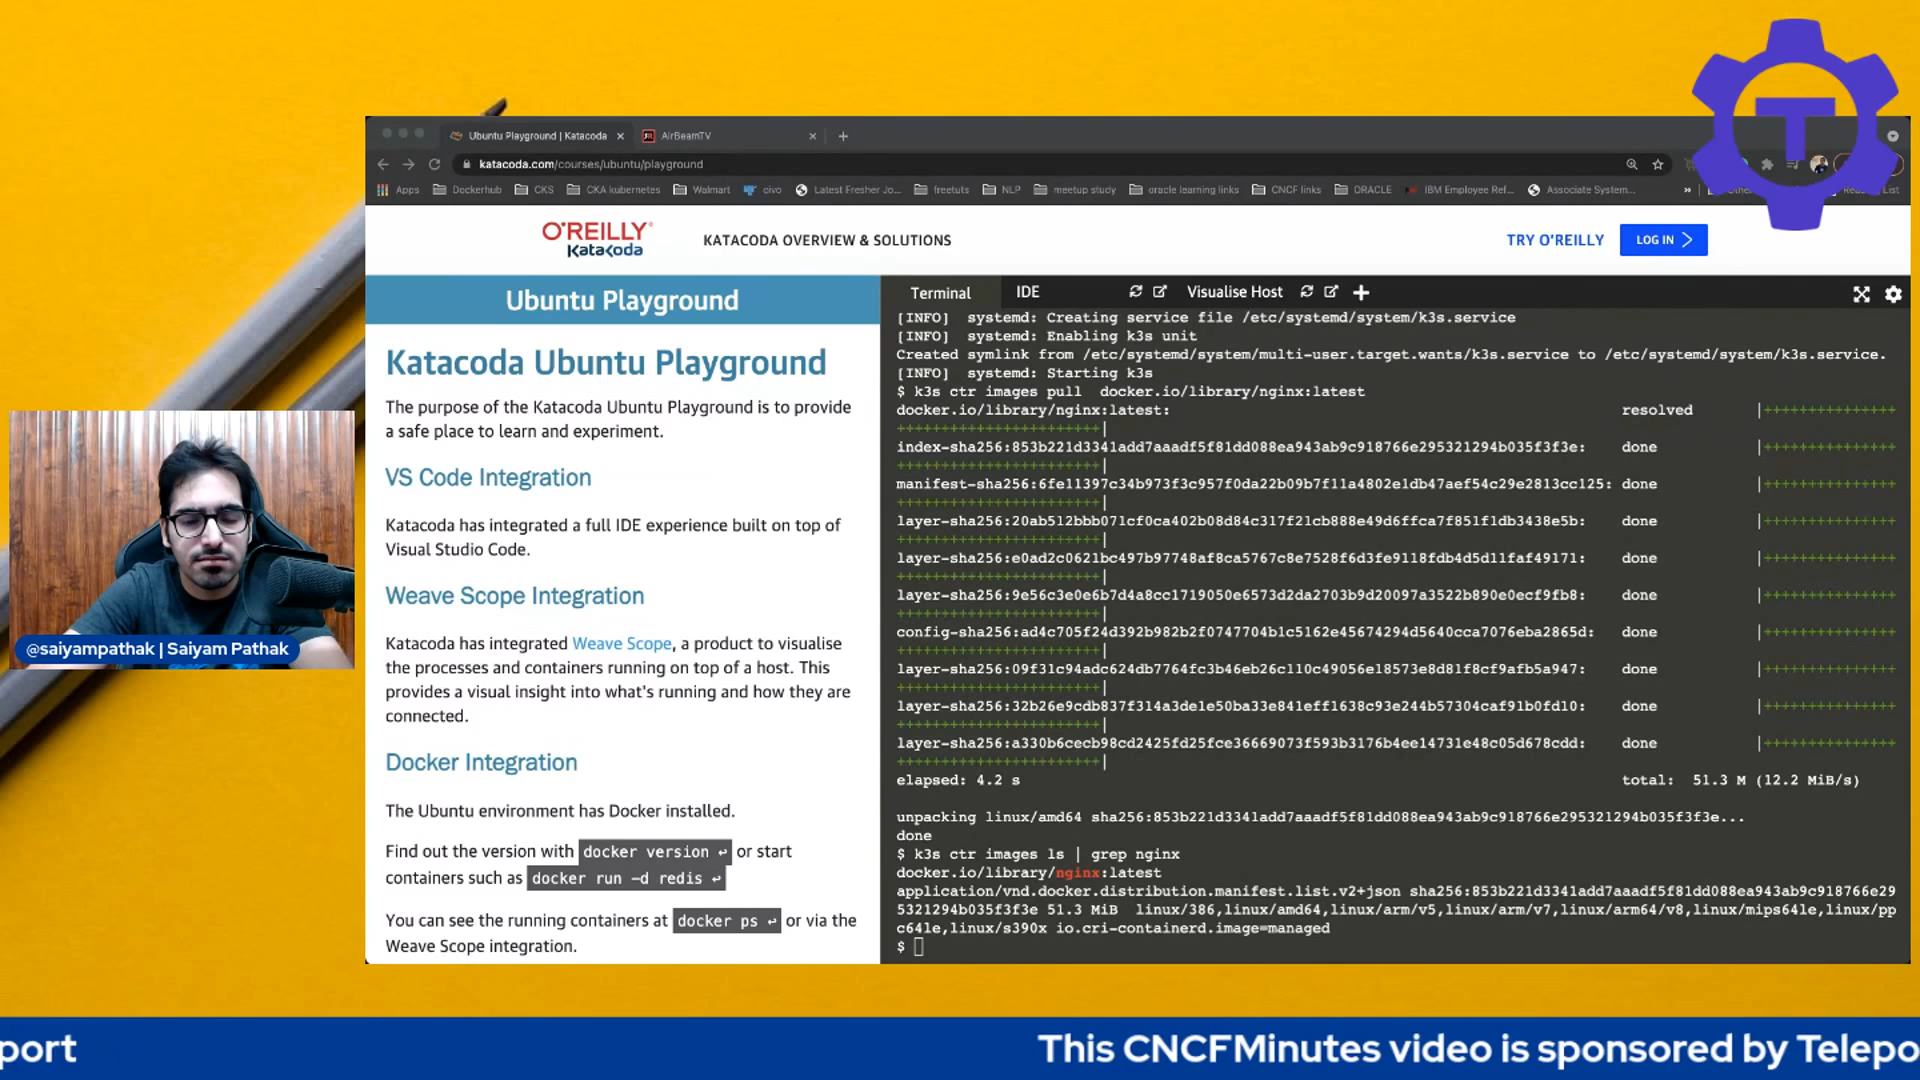 Ubuntu Playground | Katacoda
AirBeamTV
katacoda.com/courses/ubuntu/playground
Apps Dockerhub CKS CKA kubernetes Walmart civo Latest Fresher Jo... freetuts NLP meetup study oracle learning links CNCF links ORACLE IBM Employee Ref... Associate System... »
O'REILLY
Katacoda
KATACODA OVERVIEW & SOLUTIONS
TRY O'REILLY
LOG IN
T
Ubuntu Playground
Katacoda Ubuntu Playground
The purpose of the Katacoda Ubuntu Playground is to provide
a safe place to learn and experiment.
VS Code Integration
Katacoda has integrated a full IDE experience built on top of
Visual Studio Code.
Weave Scope Integration
Katacoda has integrated Weave Scope, a product to visualise
the processes and containers running on top of a host. This
provides a visual insight into what's running and how they are
connected.
Docker Integration
The Ubuntu environment has Docker installed.
Find out the version with docker version ↩ or start
containers such as docker run -d redis ↩
You can see the running containers at docker ps ↩ or via the
Weave Scope integration.
Terminal IDE Visualise Host +
[INFO]  systemd: Creating service file /etc/systemd/system/k3s.service
[INFO]  systemd: Enabling k3s unit
Created symlink from /etc/systemd/system/multi-user.target.wants/k3s.service to /etc/systemd/system/k3s.service.
[INFO]  systemd: Starting k3s
$ k3s ctr images pull  docker.io/library/nginx:latest
docker.io/library/nginx:latest: resolved |+++++++++++++++
+++++++++++++++++++++++|
index-sha256:853b221d3341add7aaadf5f81dd088ea943ab9c918766e295321294b035f3f3e: done |+++++++++++++++
+++++++++++++++++++++++|
manifest-sha256:6fe11397c34b973f3c957f0da22b09b7f11a4802e1db47aef54c29e2813cc125: done |+++++++++++++++
+++++++++++++++++++++++|
layer-sha256:20ab512bbb071cf0ca402b08d84c317f21cb888e49d6ffca7f851f1db3438e5b: done |+++++++++++++++
+++++++++++++++++++++++|
layer-sha256:e0ad2c0621bc497b97748af8ca5767c8e7528f6d3fe9118fdb4d5d11faf49171: done |+++++++++++++++
+++++++++++++++++++++++|
layer-sha256:9e56c3e0e6b7d4a8cc1719050e6573d2da2703b9d20097a3522b890e0ecf9fb8: done |+++++++++++++++
+++++++++++++++++++++++|
config-sha256:ad4c705f24d392b982b2f0747704b1c5162e45674294d5640cca7076eba2865d: done |+++++++++++++++
+++++++++++++++++++++++|
layer-sha256:09f31c94adc624db7764fc3b46eb26c110c49056e18573e8d81f8cf9afb5a947: done |+++++++++++++++
+++++++++++++++++++++++|
layer-sha256:32b26e9cdb837f314a3de1e50ba33e841eff1638c93e244b57304caf91b0fd10: done |+++++++++++++++
+++++++++++++++++++++++|
layer-sha256:a330b6cecb98cd2425fd25fce36669073f593b3176b4ee14731e48c05d678cdd: done |+++++++++++++++
+++++++++++++++++++++++|
elapsed: 4.2 s total:  51.3 M (12.2 MiB/s)
unpacking linux/amd64 sha256:853b221d3341add7aaadf5f81dd088ea943ab9c918766e295321294b035f3f3e...
done
$ k3s ctr images ls | grep nginx
docker.io/library/nginx:latest
application/vnd.docker.distribution.manifest.list.v2+json sha256:853b221d3341add7aaadf5f81dd088ea943ab9c918766e29
5321294b035f3f3e 51.3 MiB  linux/386,linux/amd64,linux/arm/v5,linux/arm/v7,linux/arm64/v8,linux/mips64le,linux/pp
c64le,linux/s390x io.cri-containerd.image=managed
$
@saiyampathak | Saiyam Pathak
port
This CNCFMinutes video is sponsored by Telepo